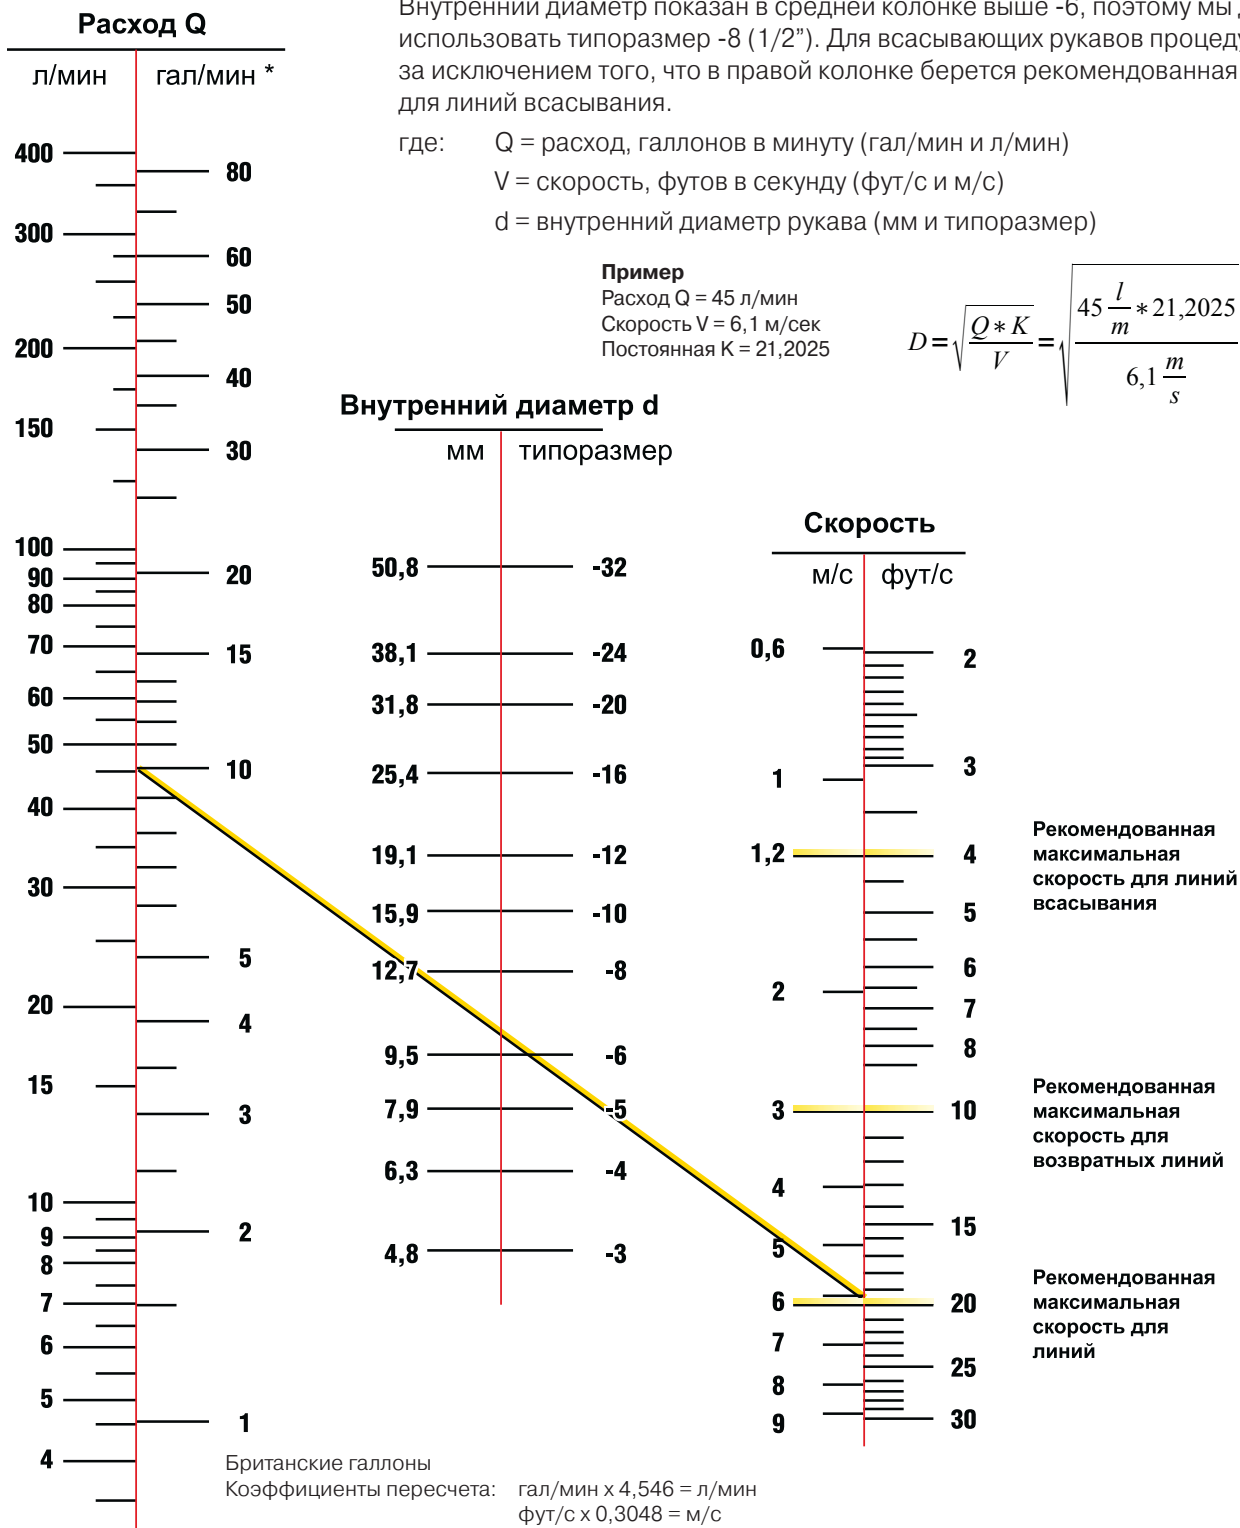 Внутренний диаметр показан в средней колонке выше -6, поэтому мы
использовать типоразмер -8 (1/2”). Для всасывающих рукавов
за исключением того, что в правой колонке берется рекомендованная
для линий всасывания.
где: Q = расход, галлонов в минуту (гал/мин и л/мин)
V = скорость, футов в секунду (фут/с и м/с)
d = внутренний диаметр рукава (мм и типоразмер)
Пример
Расход Q = 45 л/мин
Скорость V = 6,1 м/сек
Постоянная K = 21,2025
D = √(Q * K / V) = √(45 l/m * 21,2025 / 6,1 m/s)
Расход Q
л/мин гал/мин *
400
80
300
60
50
200
40
150
30
100
20
90
80
70
15
60
50
10
40
30
5
20
4
15
3
10
2
9
8
7
6
5
1
4
Внутренний диаметр d
мм типоразмер
50,8 -32
38,1 -24
31,8 -20
25,4 -16
19,1 -12
15,9 -10
12,7 -8
9,5 -6
7,9 -5
6,3 -4
4,8 -3
Скорость
м/с фут/с
0,6 2
3
1
1,2 4
5
6
2
7
8
3 10
4
15
5
6 20
7
25
8
9 30
Рекомендованная
максимальная
скорость для линий
всасывания
Рекомендованная
максимальная
скорость для
возвратных линий
Рекомендованная
максимальная
скорость для
линий
Британские галлоны
Коэффициенты пересчета: гал/мин x 4,546 = л/мин
фут/с x 0,3048 = м/с